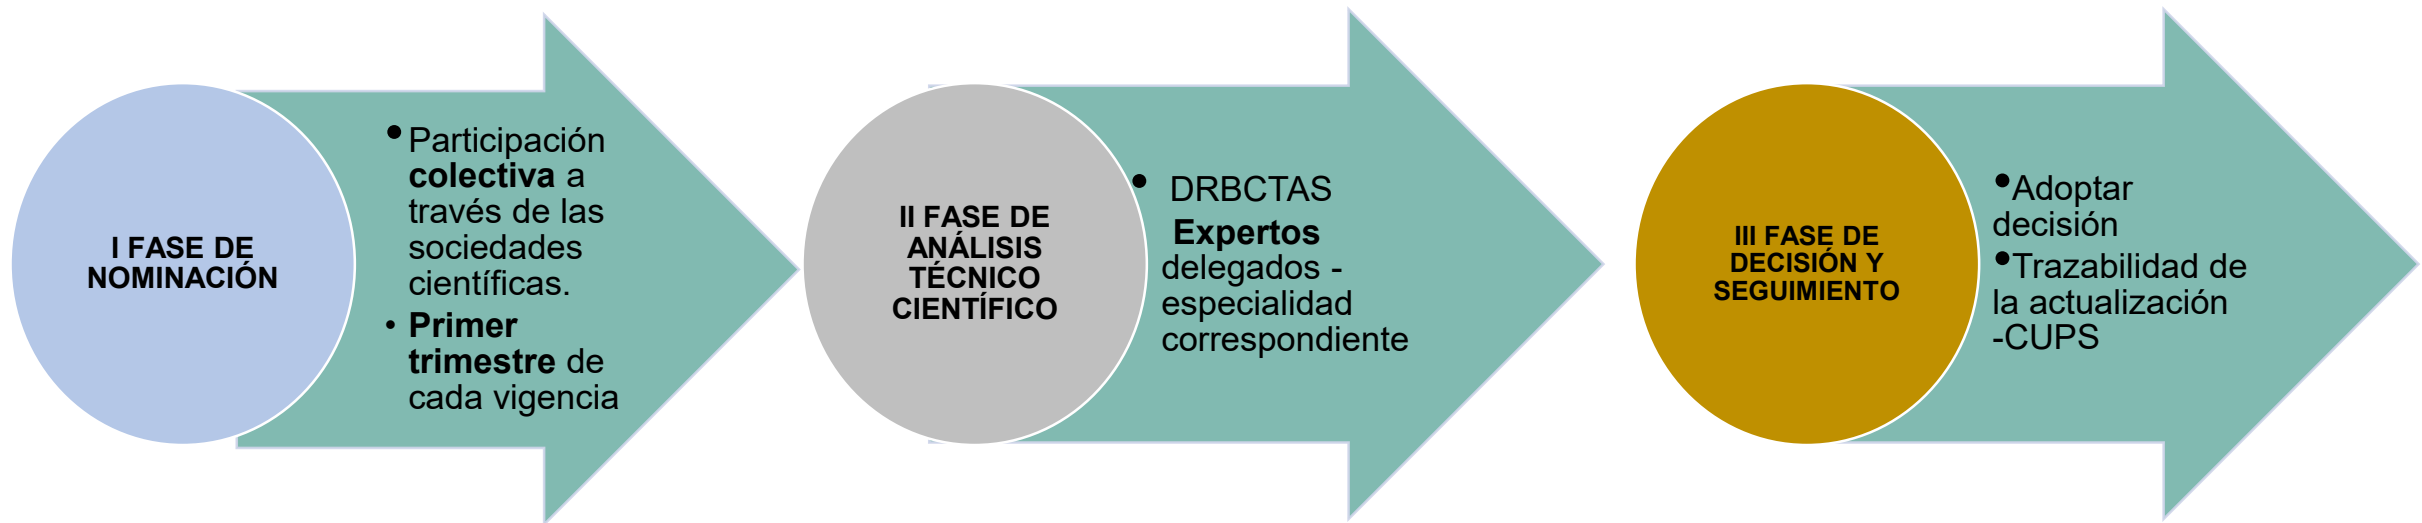 I FASE DE
NOMINACIÓN
• Participación
colectiva a
través de las
sociedades
científicas.
• Primer
trimestre de
cada vigencia
II FASE DE
ANÁLISIS
TÉCNICO
CIENTÍFICO
• DRBCTAS
Expertos
delegados -
especialidad
correspondiente
III FASE DE
DECISIÓN Y
SEGUIMIENTO
•Adoptar
decisión
•Trazabilidad de
la actualización
-CUPS